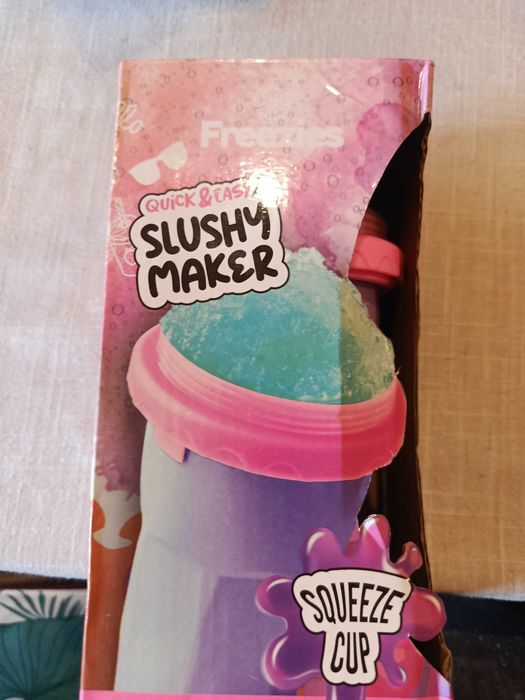 Freezies
QUICK & EASY
SLUSHY
MAKER
SQUEEZE
CUP